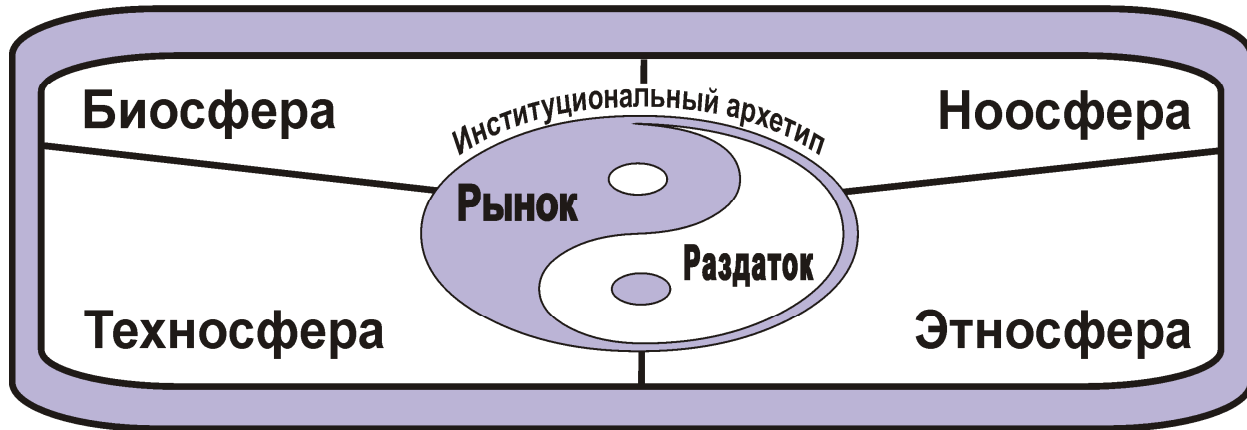 Биосфера
Институциональный архетип
Ноосфера
Рынок
Раздаток
Техносфера
Этносфера